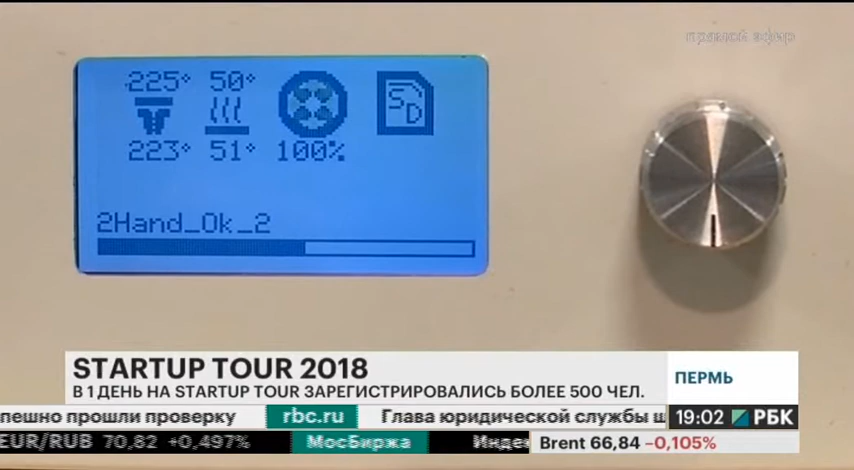 прямой эфир
225° 50°
SD
223° 51° 100%
2Hand_Ok_2
STARTUP TOUR 2018
В 1 ДЕНЬ НА STARTUP TOUR ЗАРЕГИСТРИРОВАЛИСЬ БОЛЕЕ 500 ЧЕЛ.
ПЕРМЬ
пешно прошли проверку rbc.ru Глава юридической службы 19:02 РБК
EUR/RUB 70,82 +0,497% МосБиржа Brent 66,84 -0,105%